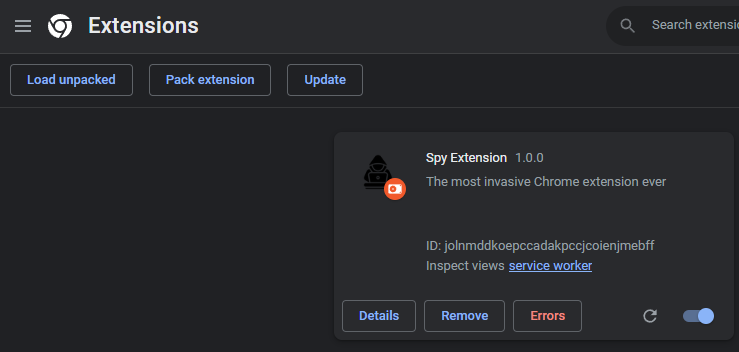 Extensions
Search extensio
Load unpacked
Pack extension
Update
Spy Extension 1.0.0
The most invasive Chrome extension ever
ID: jolnmddkoepccadakpccjcoienjmebff
Inspect views service worker
Details
Remove
Errors